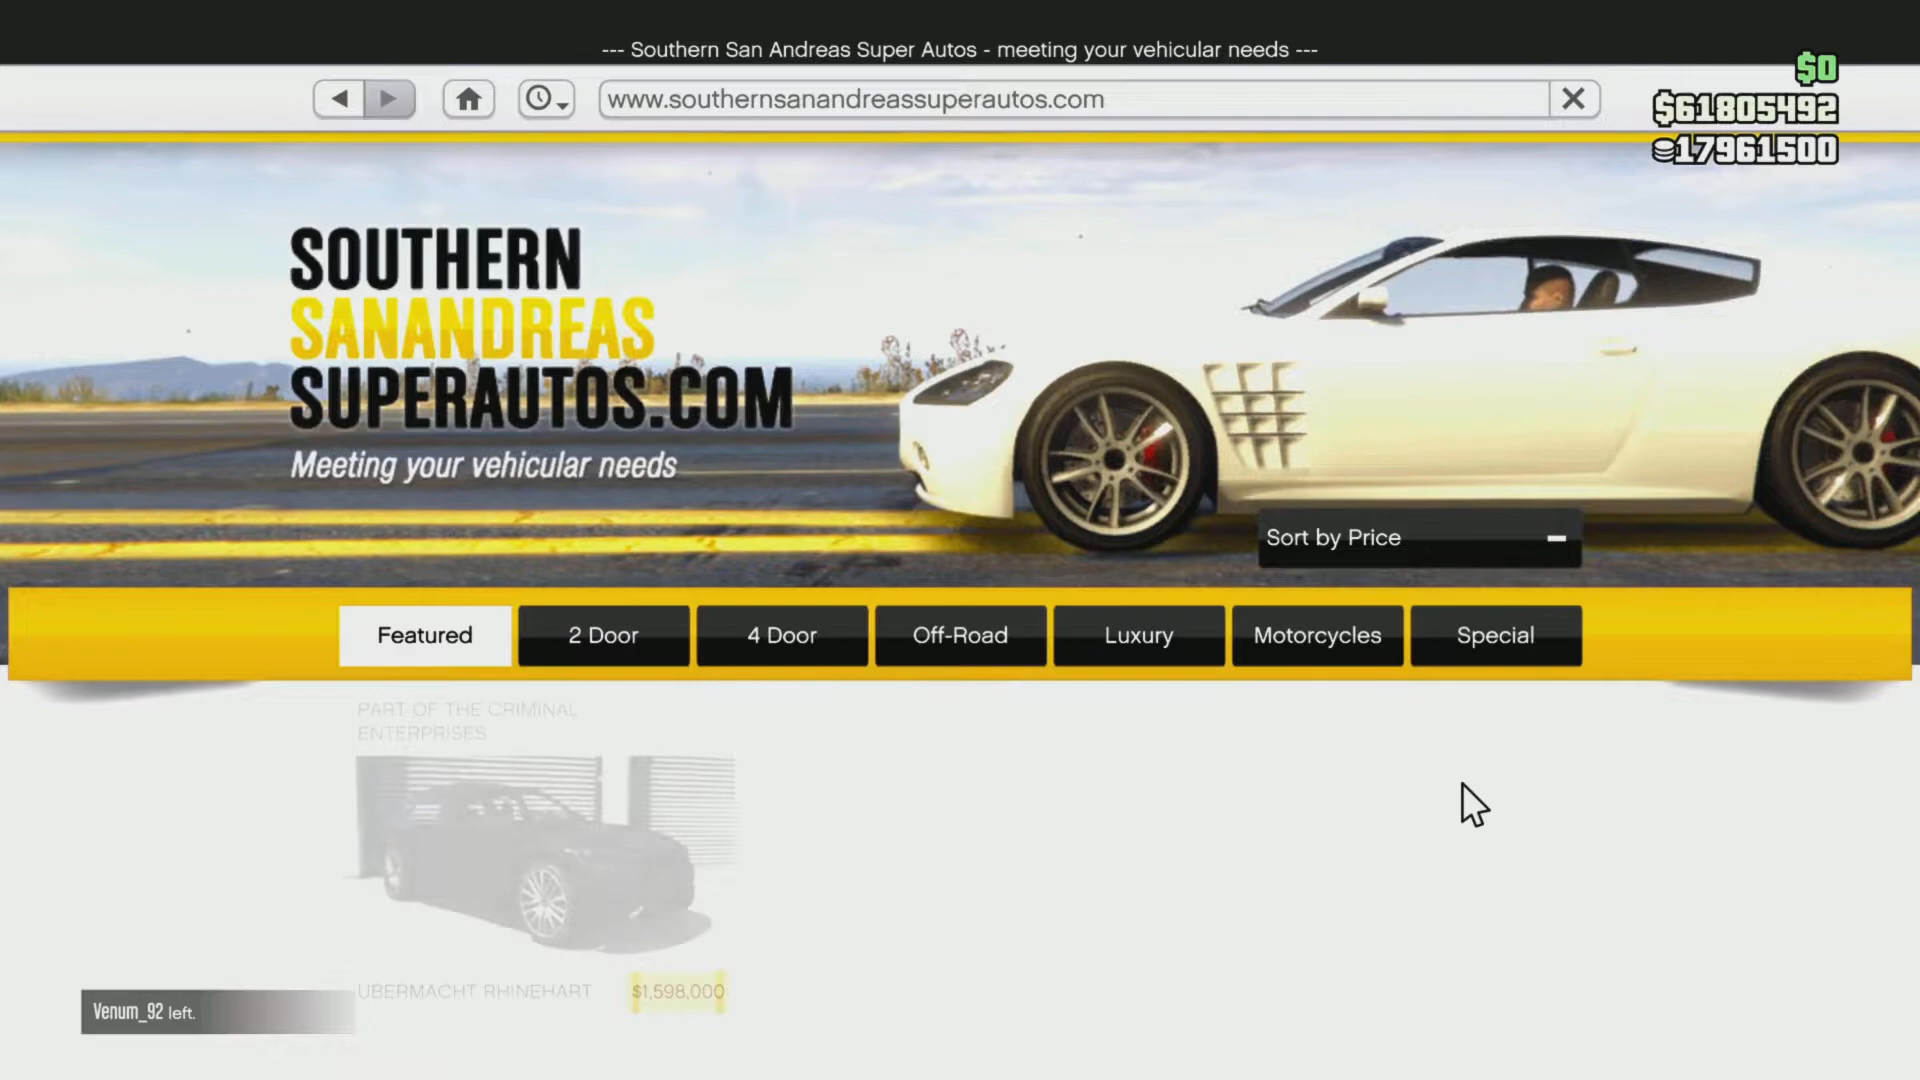 --- Southern San Andreas Super Autos - meeting your vehicular needs ---
www.southernsanandreassuperautos.com
$0
$61805492
17961500
SOUTHERN
SANANDREAS
SUPERAUTOS.COM
Meeting your vehicular needs
Sort by Price
Featured
2 Door
4 Door
Off-Road
Luxury
Motorcycles
Special
PART OF THE CRIMINAL
ENTERPRISES
UBERMACHT RHINEHART
$1,598,000
Venum_92 left.